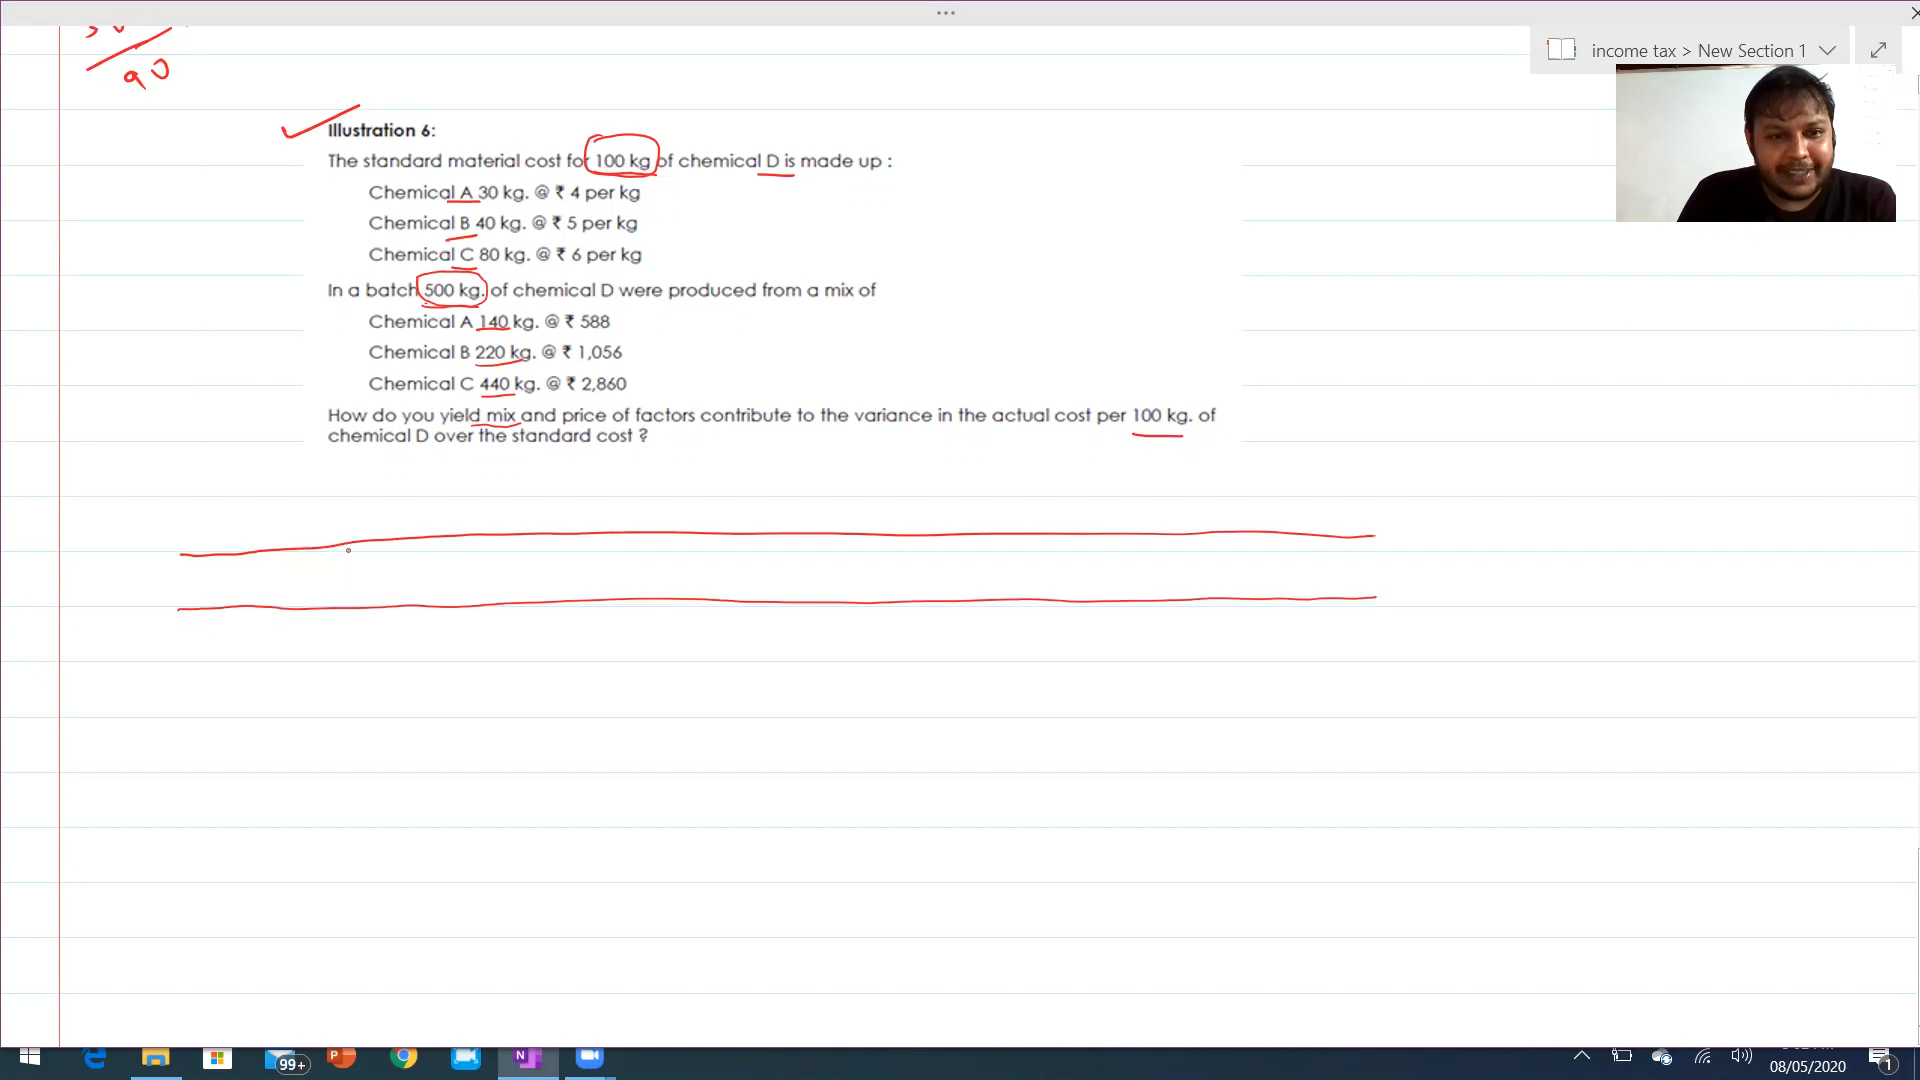 income tax > New Section 1
90
Illustration 6:
The standard material cost for 100 kg of chemical D is made up :
Chemical A 30 kg. @ ₹ 4 per kg
Chemical B 40 kg. @ ₹ 5 per kg
Chemical C 80 kg. @ ₹ 6 per kg
In a batch 500 kg. of chemical D were produced from a mix of
Chemical A 140 kg. @ ₹ 588
Chemical B 220 kg. @ ₹ 1,056
Chemical C 440 kg. @ ₹ 2,860
How do you yield mix and price of factors contribute to the variance in the actual cost per 100 kg. of
chemical D over the standard cost ?
99+
08/05/2020
1